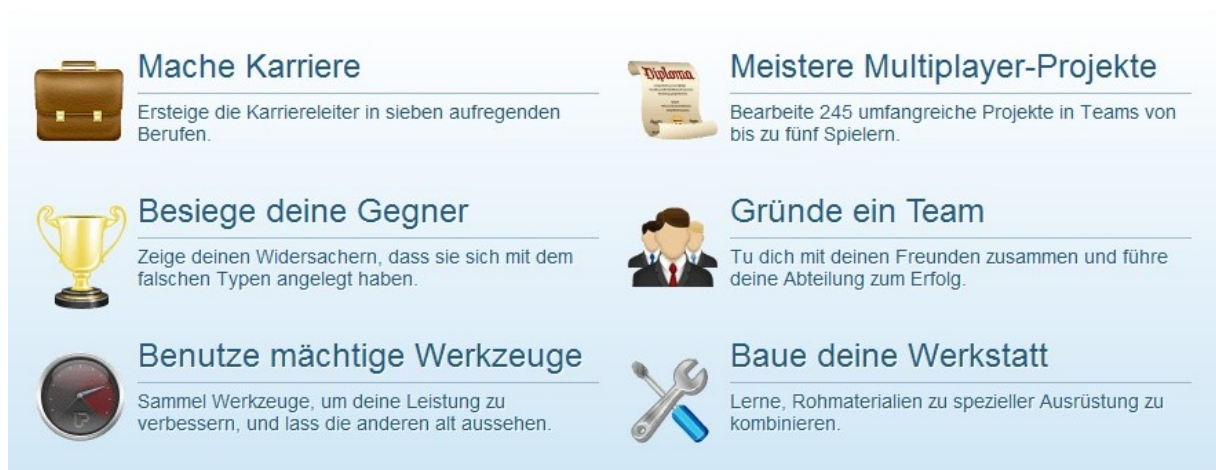 Mache Karriere
Ersteige die Karriereleiter in sieben aufregenden
Berufen.
Diploma
Meistere Multiplayer-Projekte
Bearbeite 245 umfangreiche Projekte in Teams von
bis zu fünf Spielern.
Besiege deine Gegner
Zeige deinen Widersachern, dass sie sich mit dem
falschen Typen angelegt haben.
Gründe ein Team
Tu dich mit deinen Freunden zusammen und führe
deine Abteilung zum Erfolg.
Benutze mächtige Werkzeuge
Sammel Werkzeuge, um deine Leistung zu
verbessern, und lass die anderen alt aussehen.
Baue deine Werkstatt
Lerne, Rohmaterialien zu spezieller Ausrüstung zu
kombinieren.